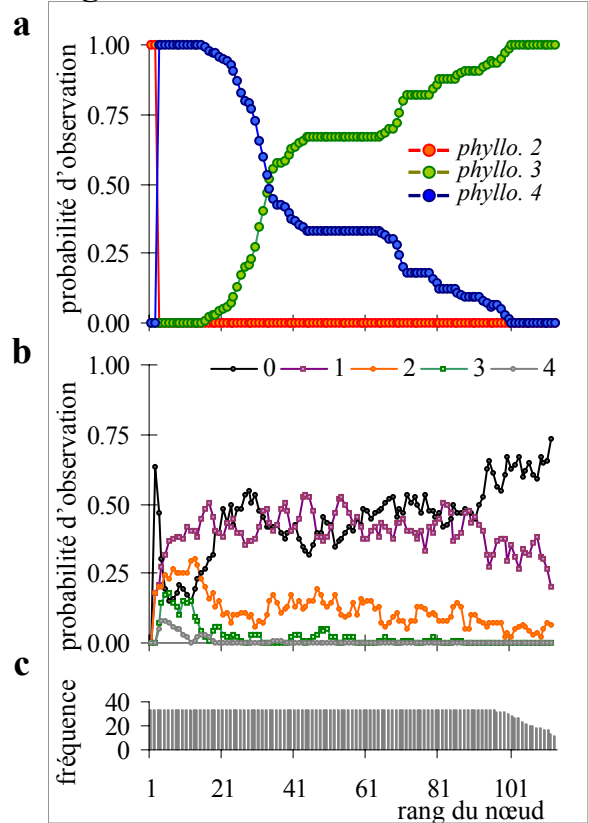 a
probabilité d'observation
1.00
0.75
0.50
0.25
0.00
phyllo. 2
phyllo. 3
phyllo. 4
b
probabilité d'observation
1.00
0.75
0.50
0.25
0.00
0 1 2 3 4
c
fréquence
40
20
0
1 21 41 61 81 101
rang du nœud